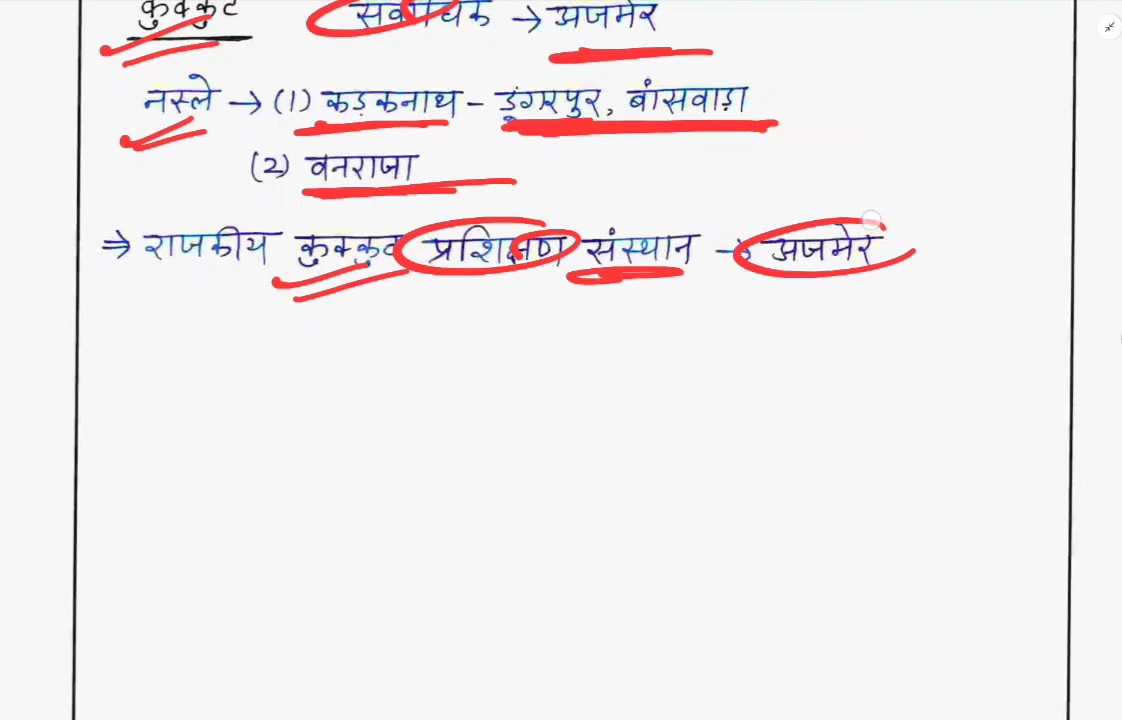 कुक्कुट सर्वाधिक → अजमेर
नस्ले → (1) कड़कनाथ - डूंगरपुर, बांसवाड़ा
(2) वनराजा
⇒ राजकीय कुक्कुट प्रशिक्षण संस्थान → अजमेर